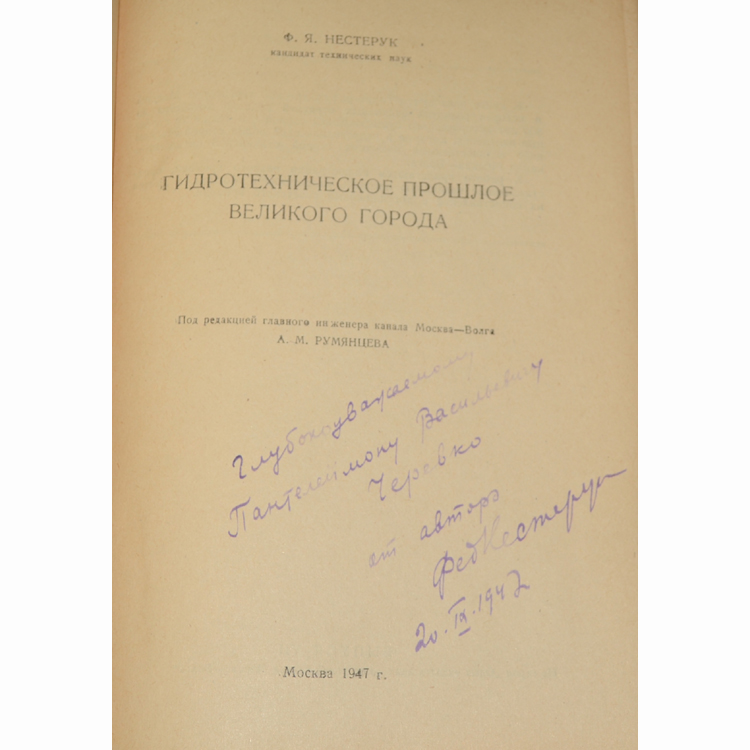 Ф. Я. НЕСТЕРУК
кандидат технических наук
ГИДРОТЕХНИЧЕСКОЕ ПРОШЛОЕ
ВЕЛИКОГО ГОРОДА
Под редакцией главного инженера канала Москва—Волга
А. М. РУМЯНЦЕВА
Глубокоуважаемому
Пантелеймону Васильевичу
Черевко
от автора
Фед Нестерук
20.IX.1947
Москва 1947 г.